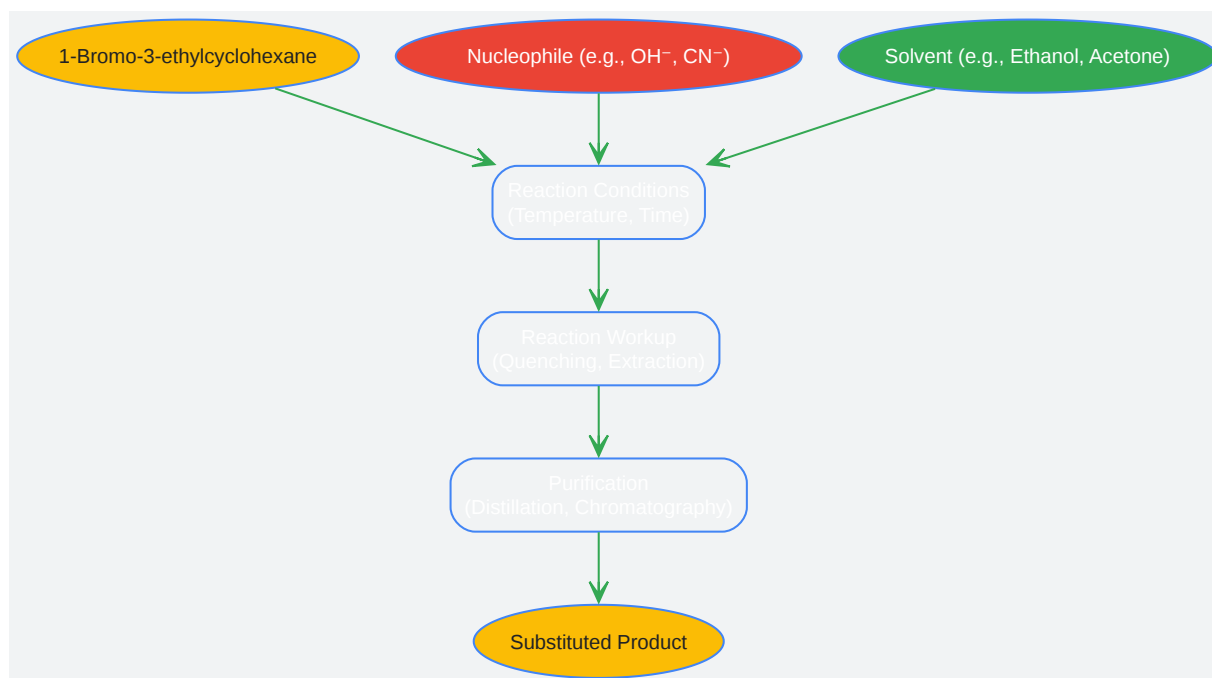 1-Bromo-3-ethylcyclohexane
Nucleophile (e.g., OH⁻, CN⁻)
Solvent (e.g., Ethanol, Acetone)
Reaction Conditions
(Temperature, Time)
Reaction Workup
(Quenching, Extraction)
Purification
(Distillation, Chromatography)
Substituted Product